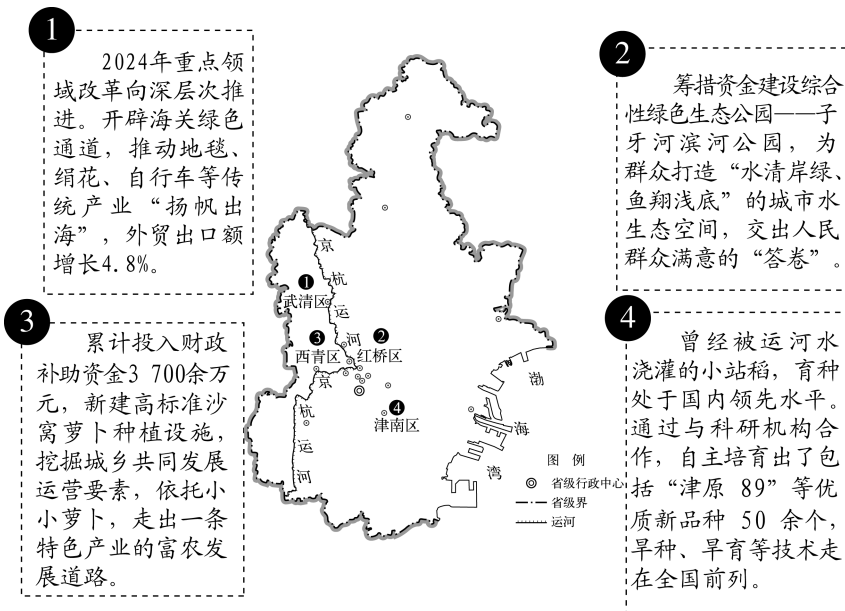 1
2024年重点领
域改革向深层次推
进。开辟海关绿色
通道，推动地毯、
绢花、自行车等传
统产业“扬帆出
海”，外贸出口额
增长4.8%。
2
筹措资金建设综合
性绿色生态公园——子
牙河滨河公园，为
群众打造“水清岸绿、
鱼翔浅底”的城市水
生态空间，交出人民
群众满意的“答卷”。
3
累计投入财政
补助资金3 700余万
元，新建高标准沙
窝萝卜种植设施，
挖掘城乡共同发展
运营要素，依托小
小萝卜，走出一条
特色产业的富农发
展道路。
4
曾经被运河水
浇灌的小站稻，育种
处于国内领先水平。
通过与科研机构合
作，自主培育出了包
括“津原 89”等优
质新品种 50 余个，
旱种、旱育等技术走
在全国前列。
京杭运河
1
武清区
3
西青区
2
红桥区
4
津南区
京杭运河
渤海湾
图 例
省级行政中心
省级界
运河